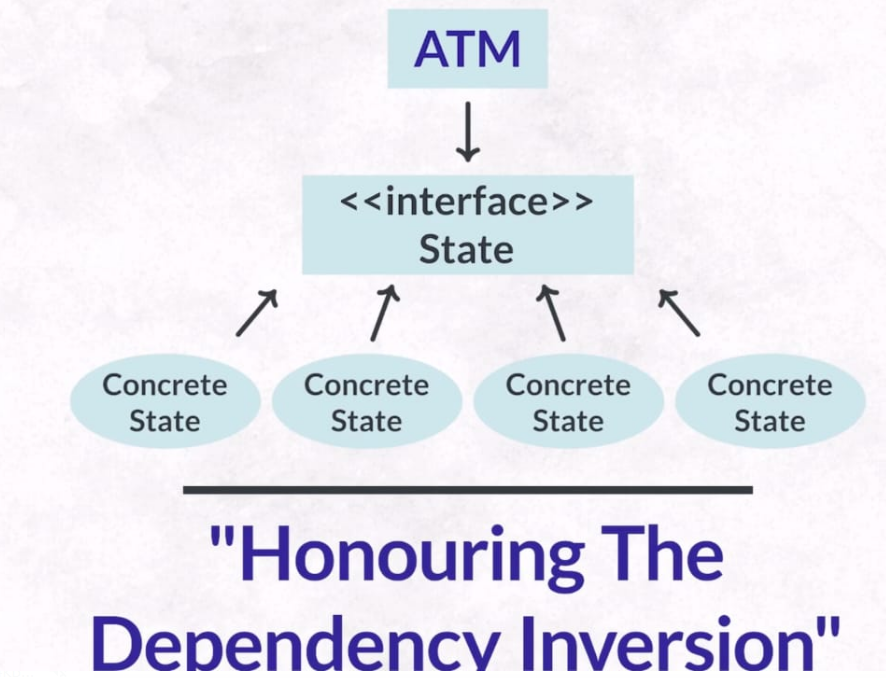 ATM
<<interface>>
State
Concrete
State
Concrete
State
Concrete
State
Concrete
State
"Honouring The
Dependency Inversion"